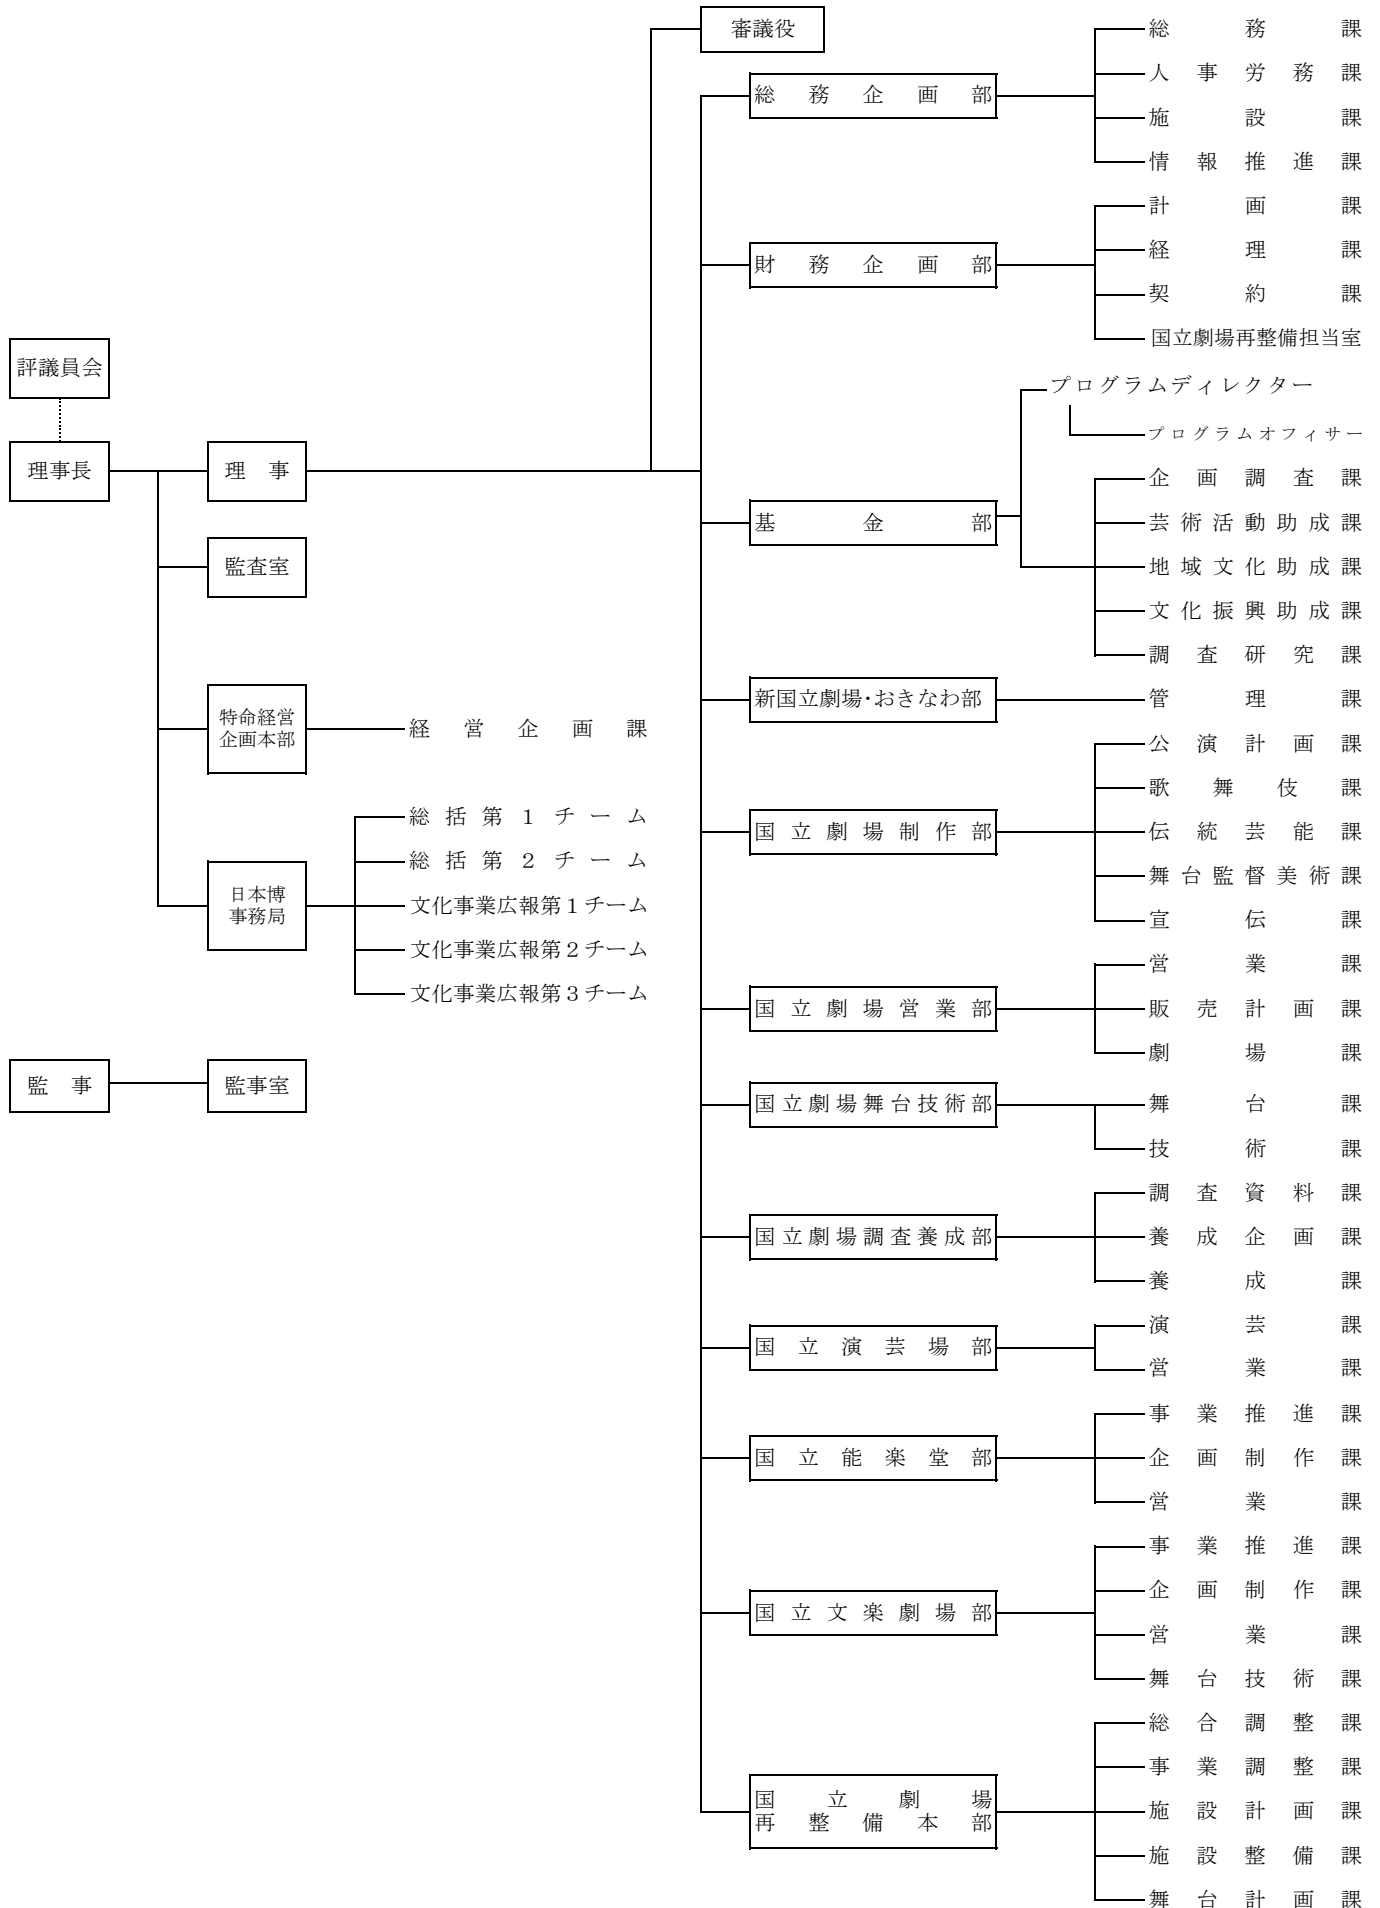 審議役
総務企画部
総務課
人事労務課
施設課
情報推進課
財務企画部
計画課
経理課
契約課
国立劇場再整備担当室
評議員会
理事長
理事
監査室
特命経営
企画本部
経営企画課
日本博
事務局
総括第１チーム
総括第２チーム
文化事業広報第１チーム
文化事業広報第２チーム
文化事業広報第３チーム
監事
監事室
基金部
プログラムディレクター
プログラムオフィサー
企画調査課
芸術活動助成課
地域文化助成課
文化振興助成課
調査研究課
新国立劇場・おきなわ部
管理課
国立劇場制作部
公演計画課
歌舞伎課
伝統芸能課
舞台監督美術課
宣伝課
国立劇場営業部
営業課
販売計画課
劇場課
国立劇場舞台技術部
舞台課
技術課
国立劇場調査養成部
調査資料課
養成企画課
養成課
国立演芸場部
演芸課
営業課
国立能楽堂部
事業推進課
企画制作課
営業課
国立文楽劇場部
事業推進課
企画制作課
営業課
舞台技術課
国立劇場
再整備本部
総合調整課
事業調整課
施設計画課
施設整備課
舞台計画課